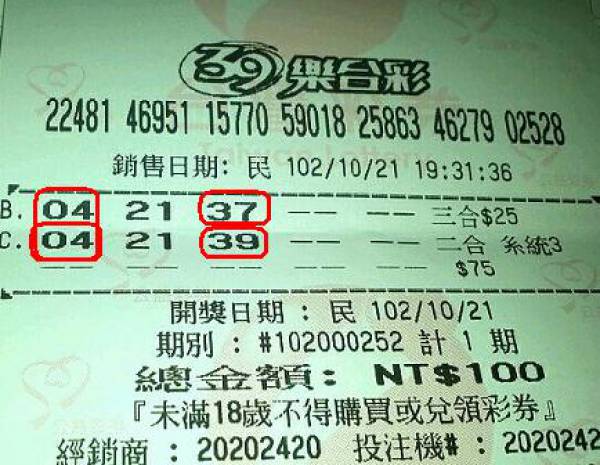 39樂合彩
22481 46951 15770 59018 25863 46279 02528
銷售日期: 民 102/10/21 19:31:36
B. 04 21 37 -- -- -- 三合$25
C. 04 21 39 -- -- -- 二合 系統3
-- -- -- -- -- -- $75
開獎日期 : 民 102/10/21
期別 : #102000252 計 1 期
總金額: NT$100
『未滿18歲不得購買或兌領彩券』
經銷商 : 20202420 投注機# : 2020242